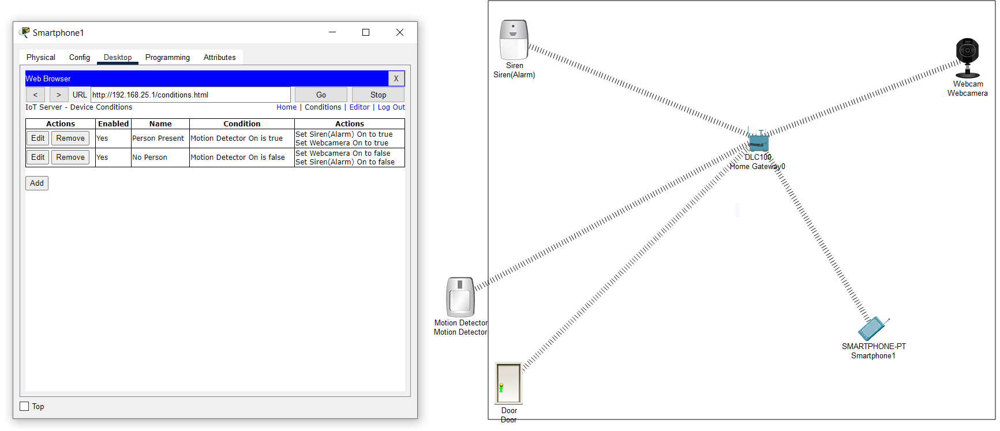 Smartphone1
Physical Config Desktop Programming Attributes
Web Browser X
< > URL http://192.168.25.1/conditions.html Go Stop
IoT Server - Device Conditions Home | Conditions | Editor | Log Out
Actions Enabled Name Condition Actions
Edit Remove Yes Person Present Motion Detector On is true Set Siren(Alarm) On to true
Set Webcamera On to true
Edit Remove Yes No Person Motion Detector On is false Set Webcamera On to false
Set Siren(Alarm) On to false
Add
Top
Siren
Siren(Alarm)
Webcam
Webcamera
DLC100
Home Gateway0
Motion Detector
Motion Detector
SMARTPHONE-PT
Smartphone1
Door
Door